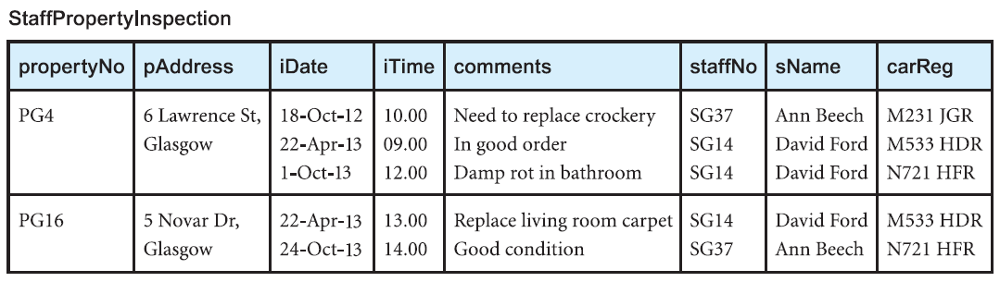 StaffPropertyInspection
propertyNo pAddress iDate iTime comments staffNo sName carReg
PG4 6 Lawrence St, 18-Oct-12 10.00 Need to replace crockery SG37 Ann Beech M231 JGR
Glasgow 22-Apr-13 09.00 In good order SG14 David Ford M533 HDR
1-Oct-13 12.00 Damp rot in bathroom SG14 David Ford N721 HFR
PG16 5 Novar Dr, 22-Apr-13 13.00 Replace living room carpet SG14 David Ford M533 HDR
Glasgow 24-Oct-13 14.00 Good condition SG37 Ann Beech N721 HFR